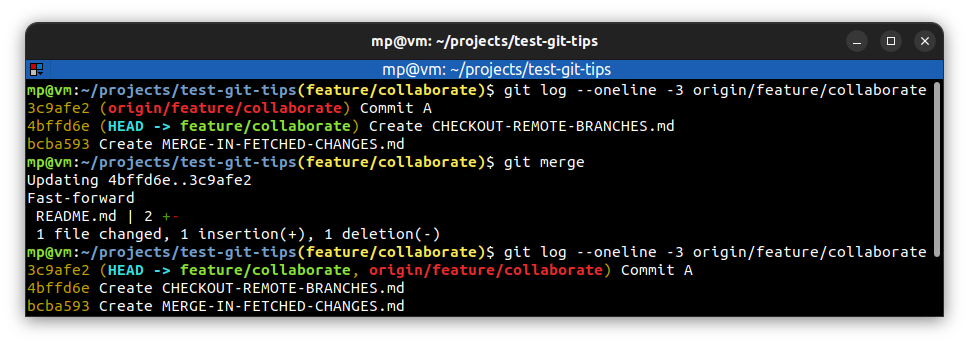 mp@vm: ~/projects/test-git-tips
mp@vm: ~/projects/test-git-tips
mp@vm:~/projects/test-git-tips(feature/collaborate)$ git log --oneline -3 origin/feature/collaborate
3c9afe2 (origin/feature/collaborate) Commit A
4bffd6e (HEAD -> feature/collaborate) Create CHECKOUT-REMOTE-BRANCHES.md
bcba593 Create MERGE-IN-FETCHED-CHANGES.md
mp@vm:~/projects/test-git-tips(feature/collaborate)$ git merge
Updating 4bffd6e..3c9afe2
Fast-forward
 README.md | 2 +-
 1 file changed, 1 insertion(+), 1 deletion(-)
mp@vm:~/projects/test-git-tips(feature/collaborate)$ git log --oneline -3 origin/feature/collaborate
3c9afe2 (HEAD -> feature/collaborate, origin/feature/collaborate) Commit A
4bffd6e Create CHECKOUT-REMOTE-BRANCHES.md
bcba593 Create MERGE-IN-FETCHED-CHANGES.md